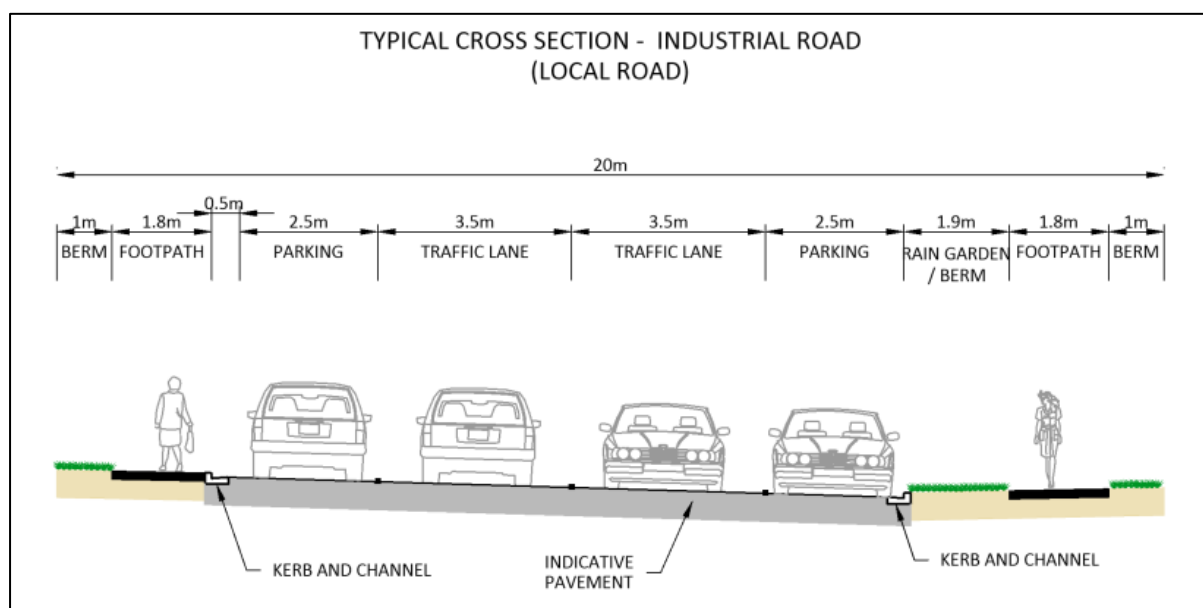 TYPICAL CROSS SECTION - INDUSTRIAL ROAD
(LOCAL ROAD)
20m
0.5m
1m 1.8m 2.5m 3.5m 3.5m 2.5m 1.9m 1.8m 1m
BERM FOOTPATH PARKING TRAFFIC LANE TRAFFIC LANE PARKING RAIN GARDEN FOOTPATH BERM
/ BERM
KERB AND CHANNEL
INDICATIVE
PAVEMENT
KERB AND CHANNEL